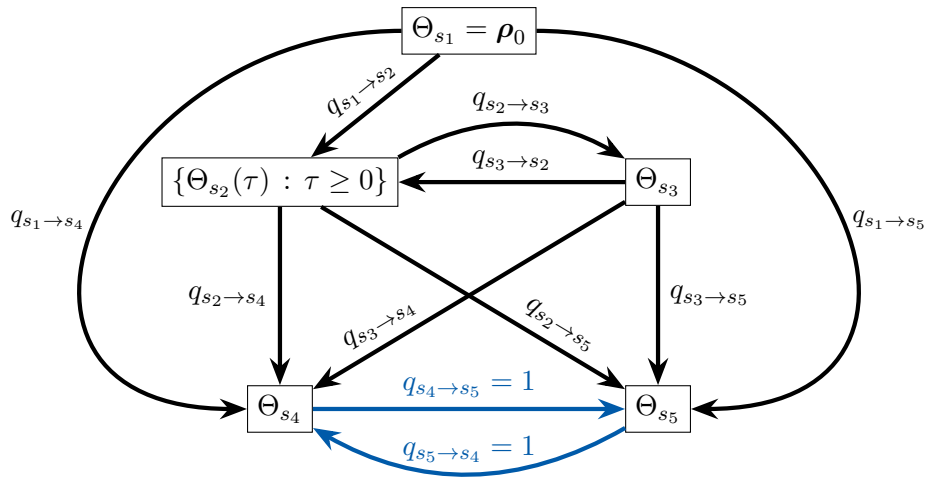 Θ_{s_1} = ρ_0
q_{s_1→s_2}
q_{s_2→s_3}
q_{s_3→s_2}
{Θ_{s_2}(τ) : τ ≥ 0}
Θ_{s_3}
q_{s_1→s_4}
q_{s_1→s_5}
q_{s_2→s_4}
q_{s_3→s_4}
q_{s_2→s_5}
q_{s_3→s_5}
Θ_{s_4}
q_{s_4→s_5} = 1
Θ_{s_5}
q_{s_5→s_4} = 1